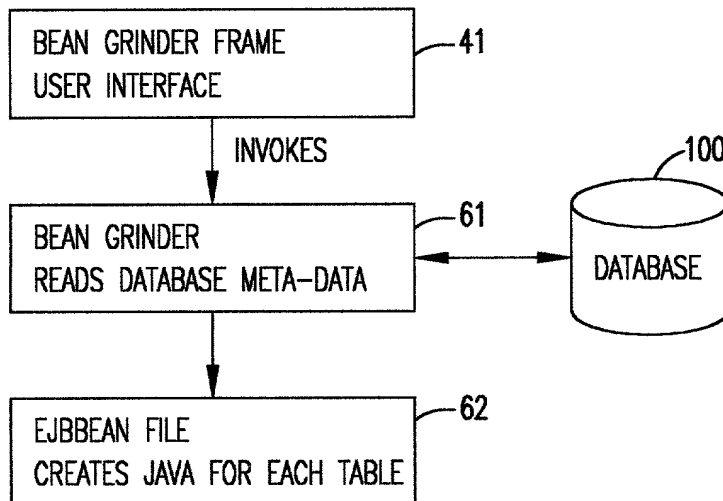 BEAN GRINDER FRAME
USER INTERFACE
41
INVOKES
100
BEAN GRINDER
READS DATABASE META-DATA
61
DATABASE
EJBBEAN FILE
CREATES JAVA FOR EACH TABLE
62